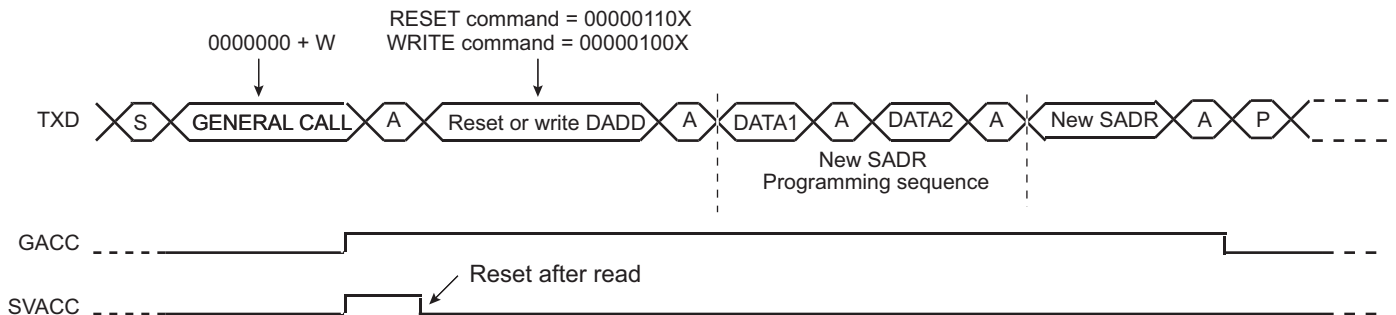 RESET command = 00000110X
0000000 + W
WRITE command = 00000100X
TXD
S
GENERAL CALL
A
Reset or write DADD
A
DATA1
A
DATA2
A
New SADR
A
P
New SADR
Programming sequence
GACC
Reset after read
SVACC